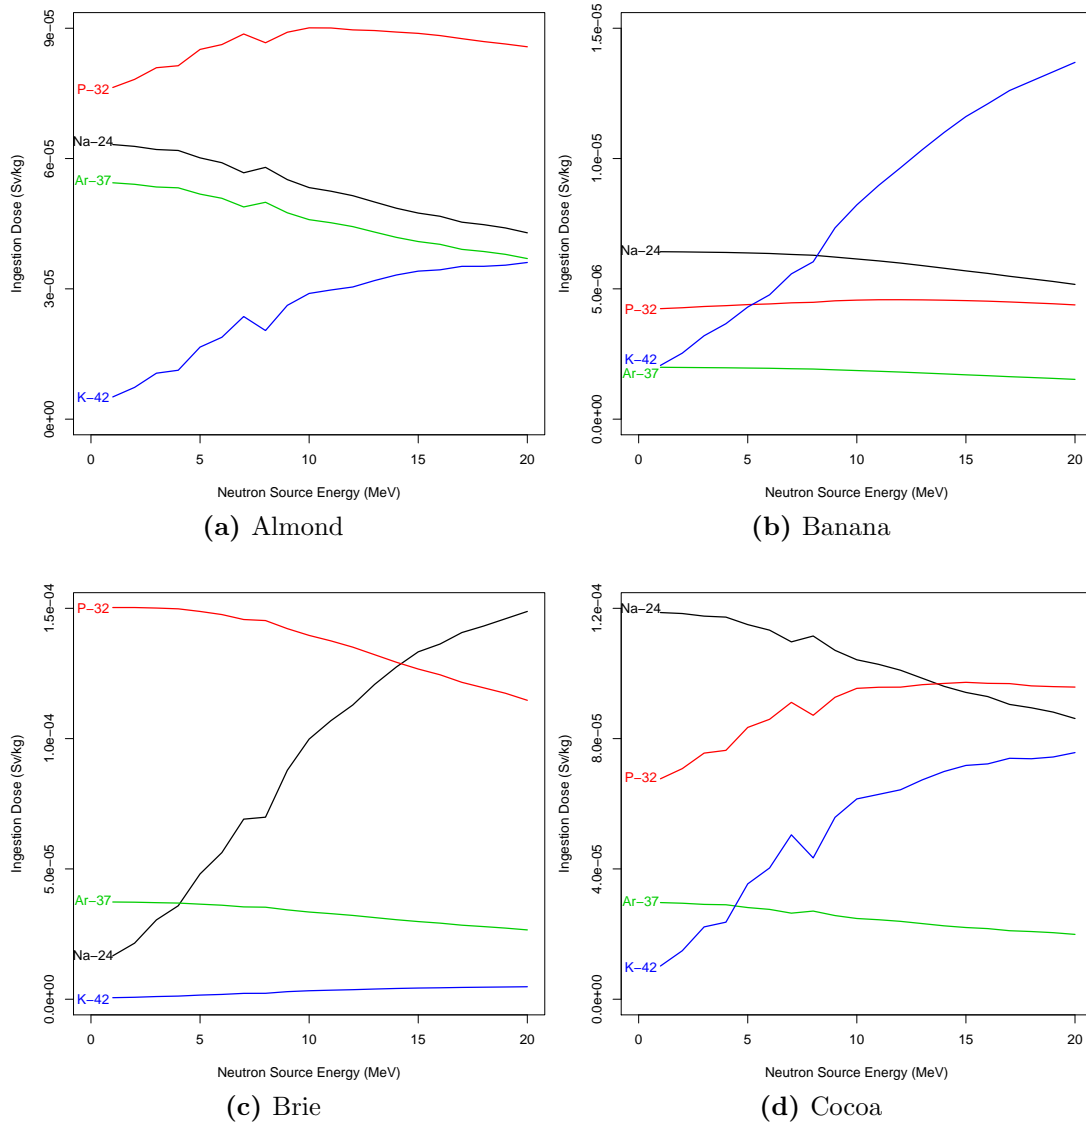 9e−05
6e−05
3e−05
0e+00
Ingestion Dose (Sv/kg)
P−32
Na−24
Ar−37
K−42
0 5 10 15 20
Neutron Source Energy (MeV)
(a) Almond
1.5e−05
1.0e−05
5.0e−06
0.0e+00
Ingestion Dose (Sv/kg)
Na−24
P−32
K−42
Ar−37
0 5 10 15 20
Neutron Source Energy (MeV)
(b) Banana
1.5e−04
1.0e−04
5.0e−05
0.0e+00
Ingestion Dose (Sv/kg)
P−32
Ar−37
Na−24
K−42
0 5 10 15 20
Neutron Source Energy (MeV)
(c) Brie
1.2e−04
8.0e−05
4.0e−05
0.0e+00
Ingestion Dose (Sv/kg)
Na−24
P−32
Ar−37
K−42
0 5 10 15 20
Neutron Source Energy (MeV)
(d) Cocoa